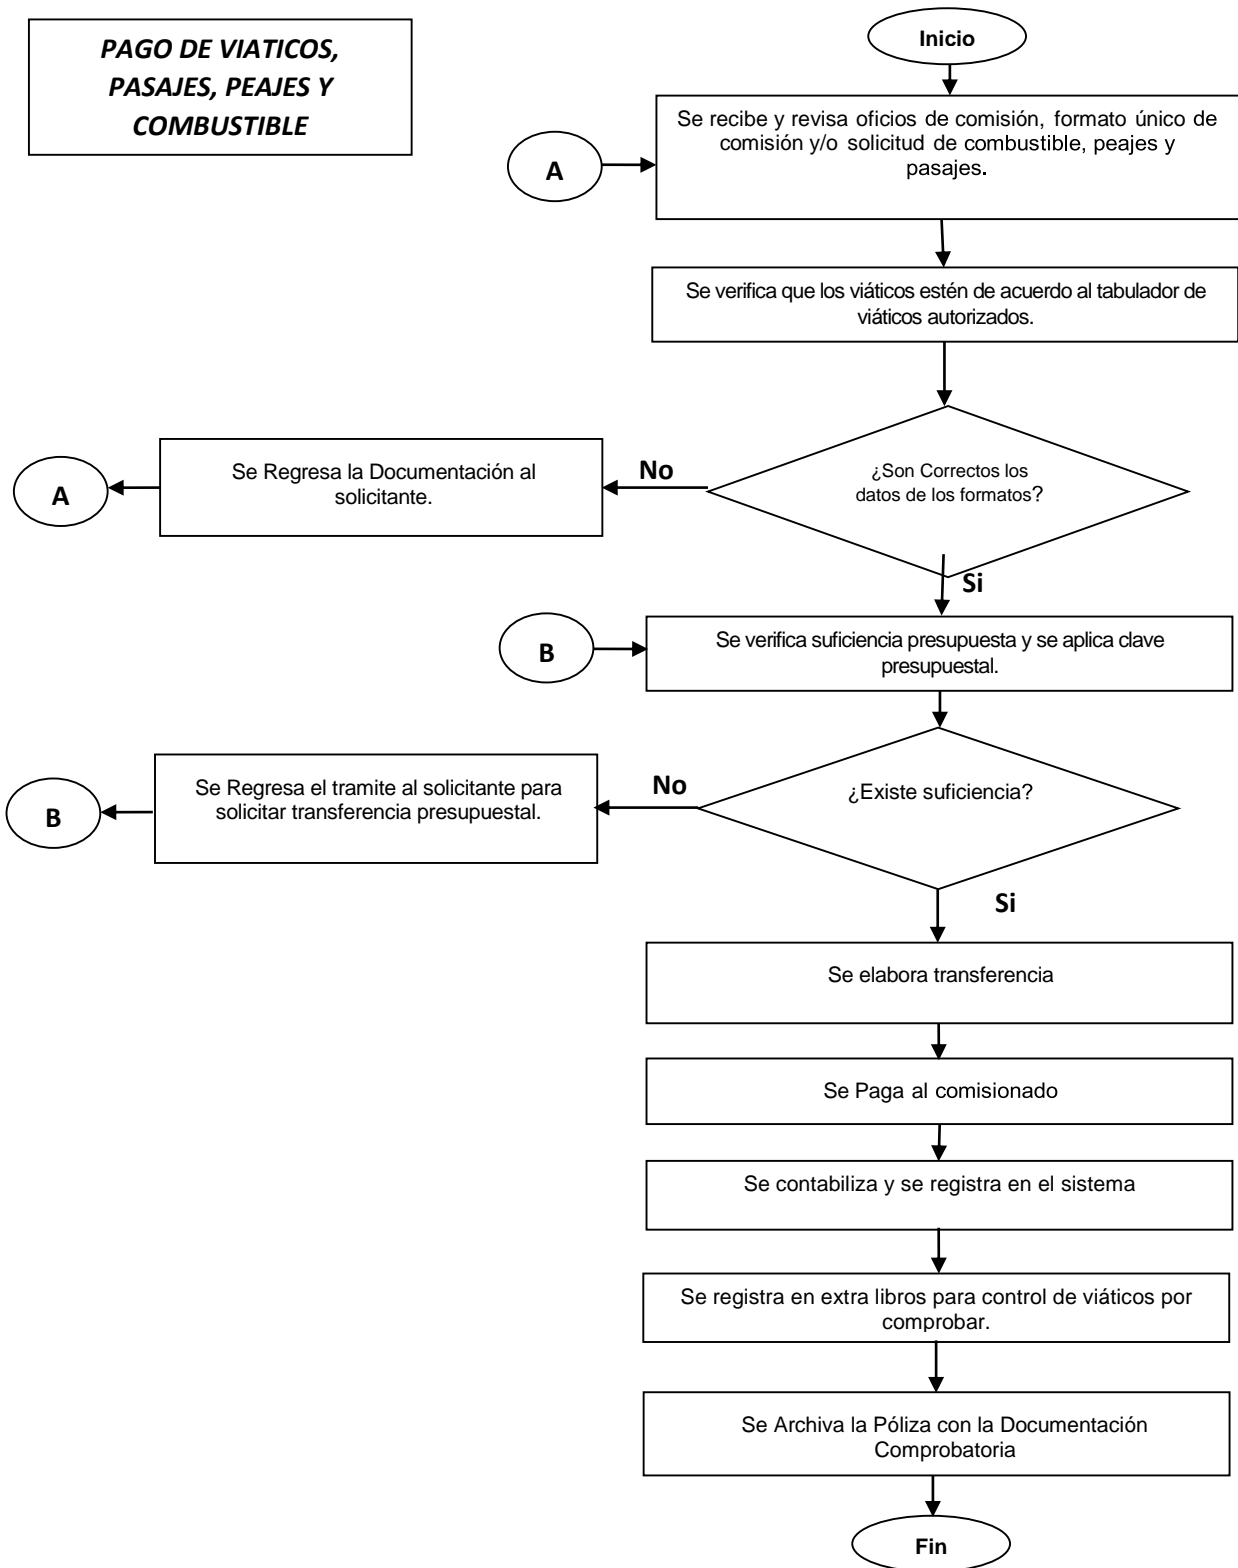 PAGO DE VIATICOS,
PASAJES, PEAJES Y
COMBUSTIBLE
Inicio
Se recibe y revisa oficios de comisión, formato único de
comisión y/o solicitud de combustible, peajes y
pasajes.
A
Se verifica que los viáticos estén de acuerdo al tabulador de
viáticos autorizados.
¿Son Correctos los
datos de los formatos?
No
Se Regresa la Documentación al
solicitante.
A
Si
B
Se verifica suficiencia presupuesta y se aplica clave
presupuestal.
¿Existe suficiencia?
No
Se Regresa el tramite al solicitante para
solicitar transferencia presupuestal.
B
Si
Se elabora transferencia
Se Paga al comisionado
Se contabiliza y se registra en el sistema
Se registra en extra libros para control de viáticos por
comprobar.
Se Archiva la Póliza con la Documentación
Comprobatoria
Fin